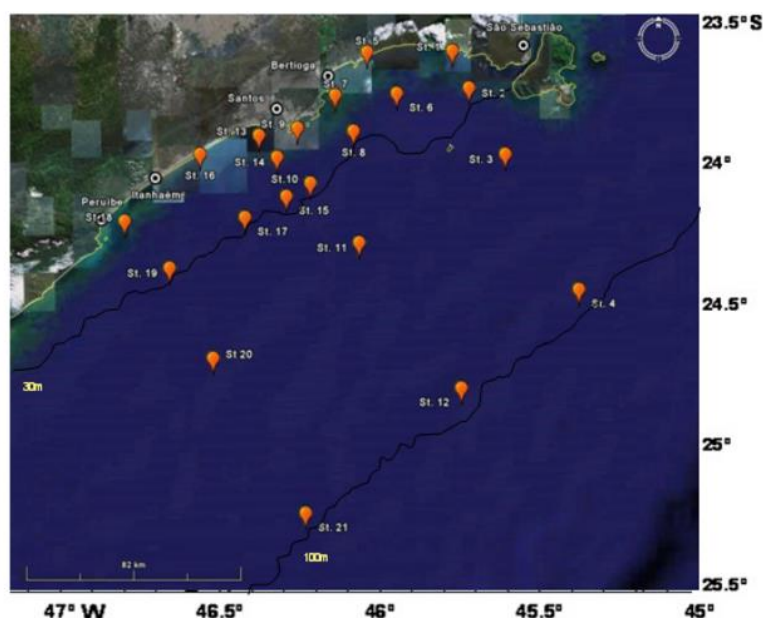 23.5° S
São Sebastião
St. 5
St. 1
Bertioga
St. 7
St. 2
Santos
St. 6
St. 9
St. 13
St. 8
24°
St. 14
St. 3
St. 16
St.10
Itanhaém
Peruíbe
St. 15
St. 18
St. 17
St. 11
St. 19
24.5°
St. 4
St 20
30m
St. 12
25°
St. 21
100m
82 km
25.5°
47° W
46.5°
46°
45.5°
45°